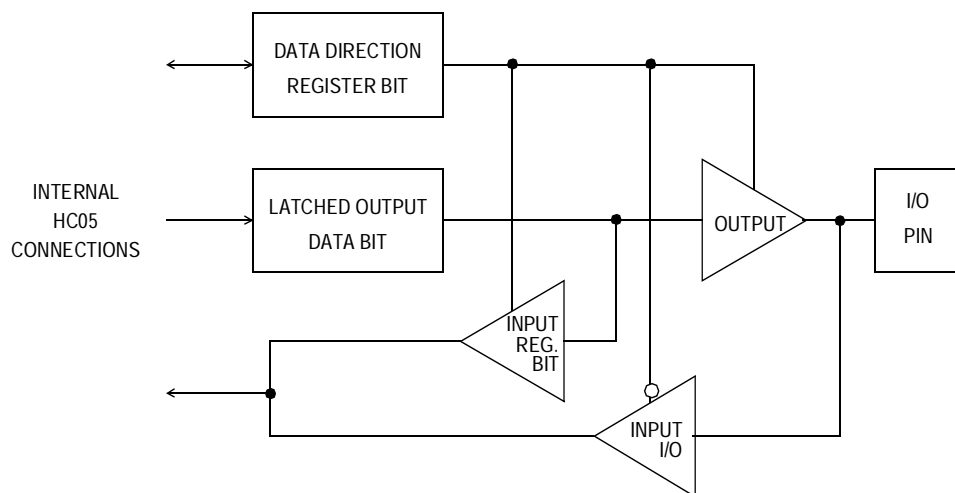 DATA DIRECTION
REGISTER BIT
INTERNAL
HC05
CONNECTIONS
LATCHED OUTPUT
DATA BIT
OUTPUT
I/O
PIN
INPUT
REG.
BIT
INPUT
I/O